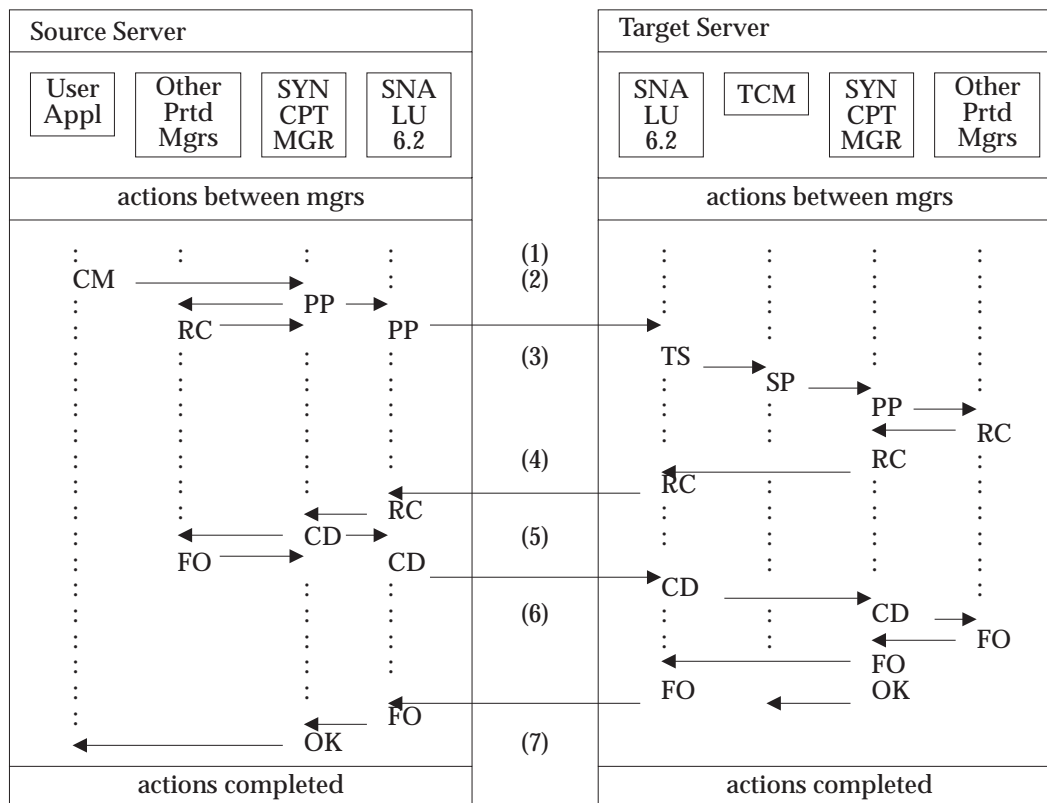 Source Server
Target Server
User Appl
Other Prtd Mgrs
SYN CPT MGR
SNA LU 6.2
SNA LU 6.2
TCM
SYN CPT MGR
Other Prtd Mgrs
actions between mgrs
actions between mgrs
(1)
CM (2)
PP
RC PP
(3) TS
SP
PP
RC
(4) RC
RC
RC
CD (5)
FO CD
CD
(6) CD
FO
FO
FO OK
FO
OK (7)
actions completed
actions completed